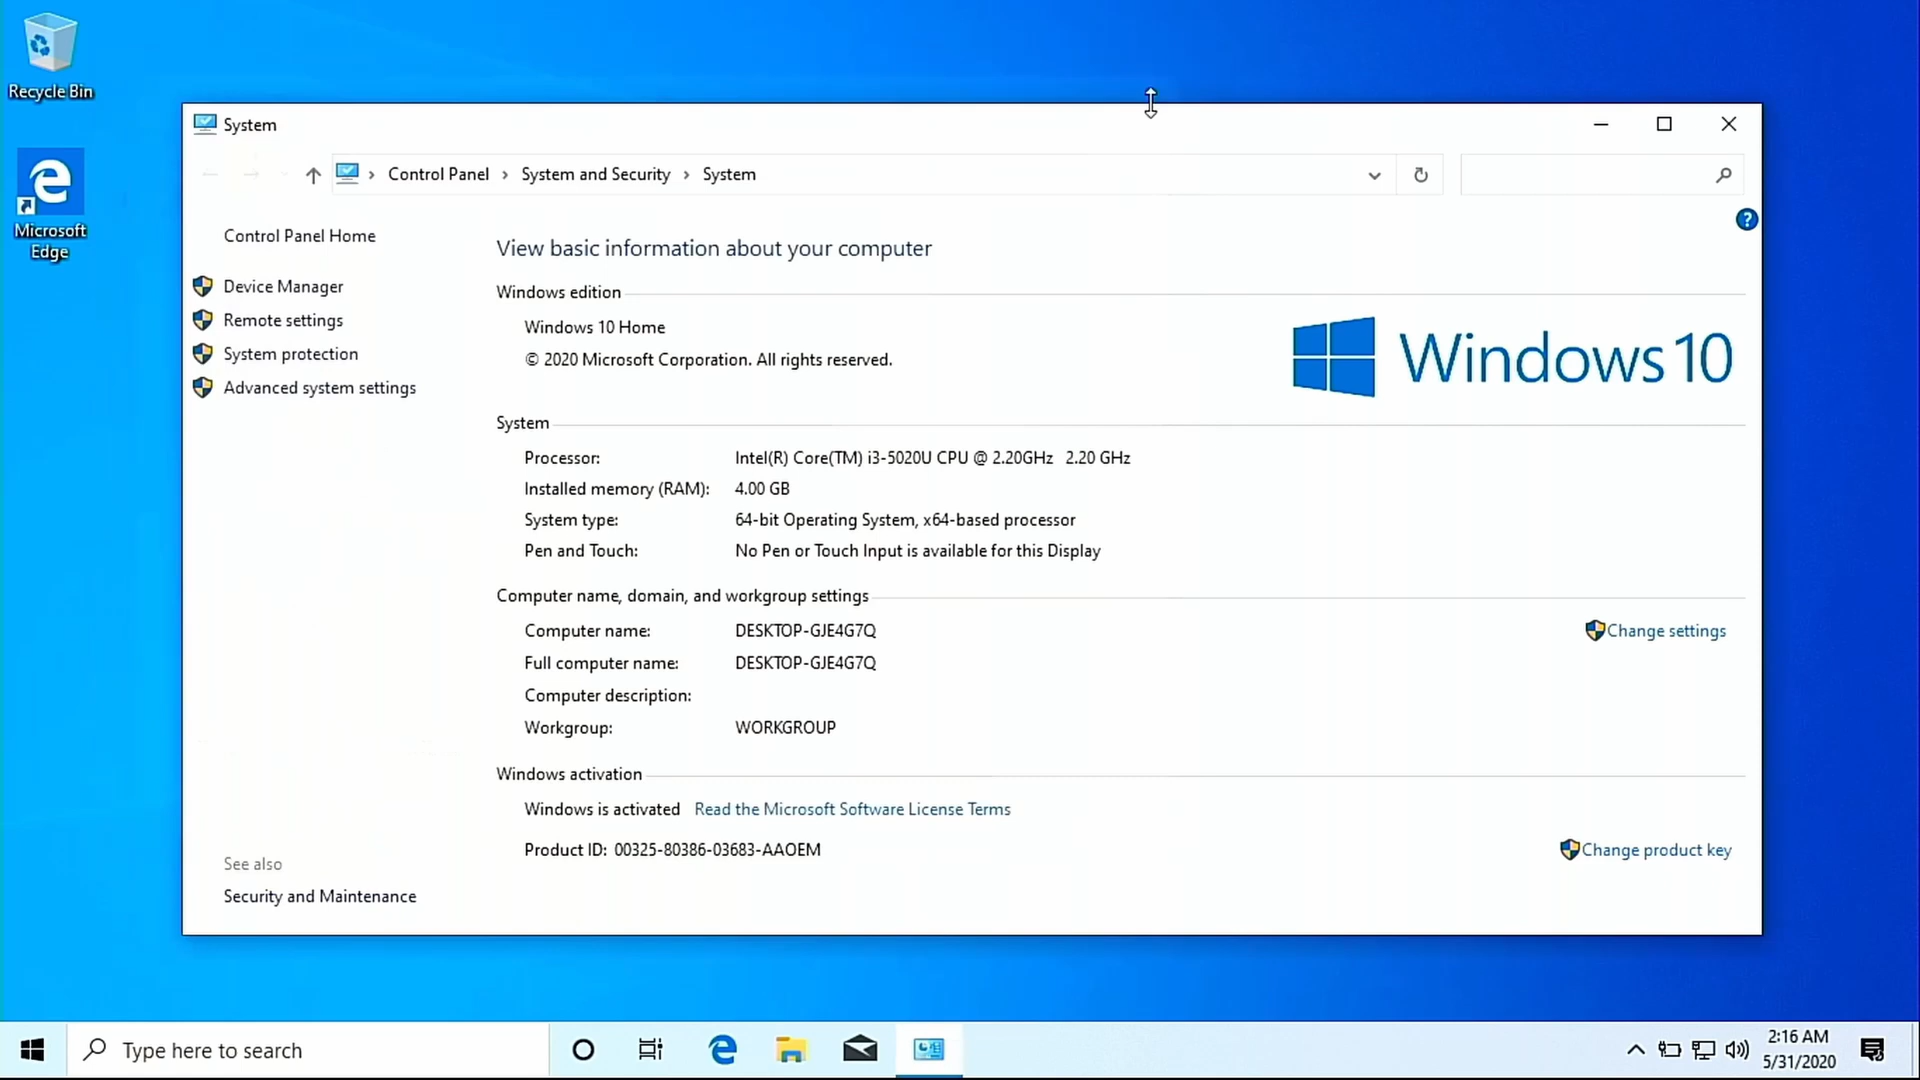 Recycle Bin
Microsoft
Edge
System
Control Panel
System and Security
System
Control Panel Home
Device Manager
Remote settings
System protection
Advanced system settings
See also
Security and Maintenance
?
View basic information about your computer
Windows edition
Windows 10 Home
© 2020 Microsoft Corporation. All rights reserved.
Windows 10
System
Processor: Intel(R) Core(TM) i3-5020U CPU @ 2.20GHz 2.20 GHz
Installed memory (RAM): 4.00 GB
System type: 64-bit Operating System, x64-based processor
Pen and Touch: No Pen or Touch Input is available for this Display
Computer name, domain, and workgroup settings
Computer name: DESKTOP-GJE4G7Q Change settings
Full computer name: DESKTOP-GJE4G7Q
Computer description:
Workgroup: WORKGROUP
Windows activation
Windows is activated Read the Microsoft Software License Terms
Product ID: 00325-80386-03683-AAOEM Change product key
Type here to search
2:16 AM
5/31/2020